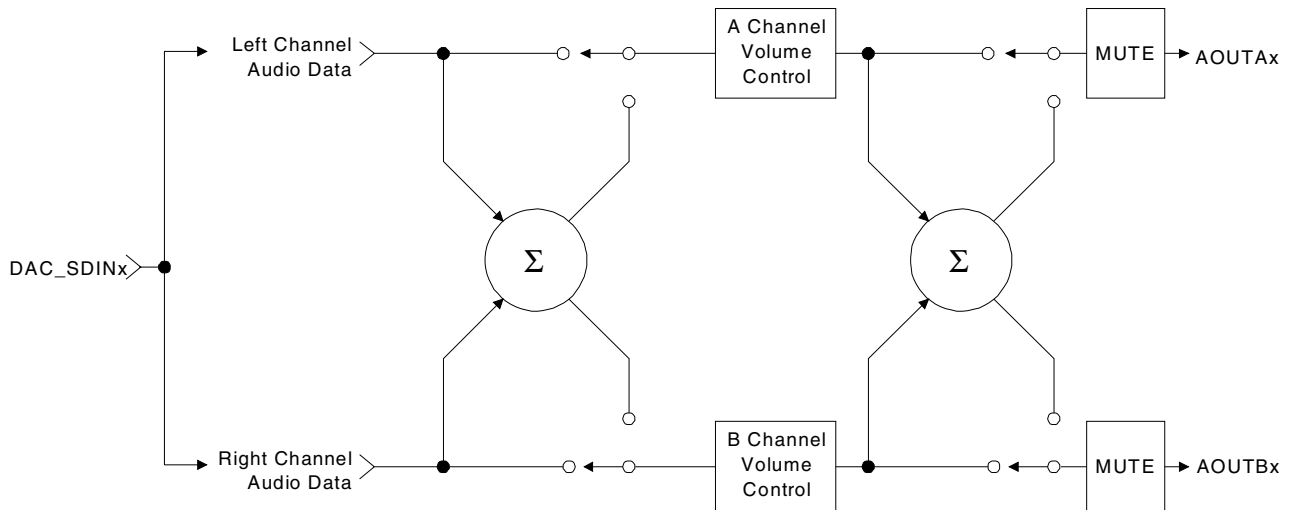 Left Channel
Audio Data
A Channel
Volume
Control
MUTE
AOUTAx
DAC_SDINx
Σ
Σ
Right Channel
Audio Data
B Channel
Volume
Control
MUTE
AOUTBx